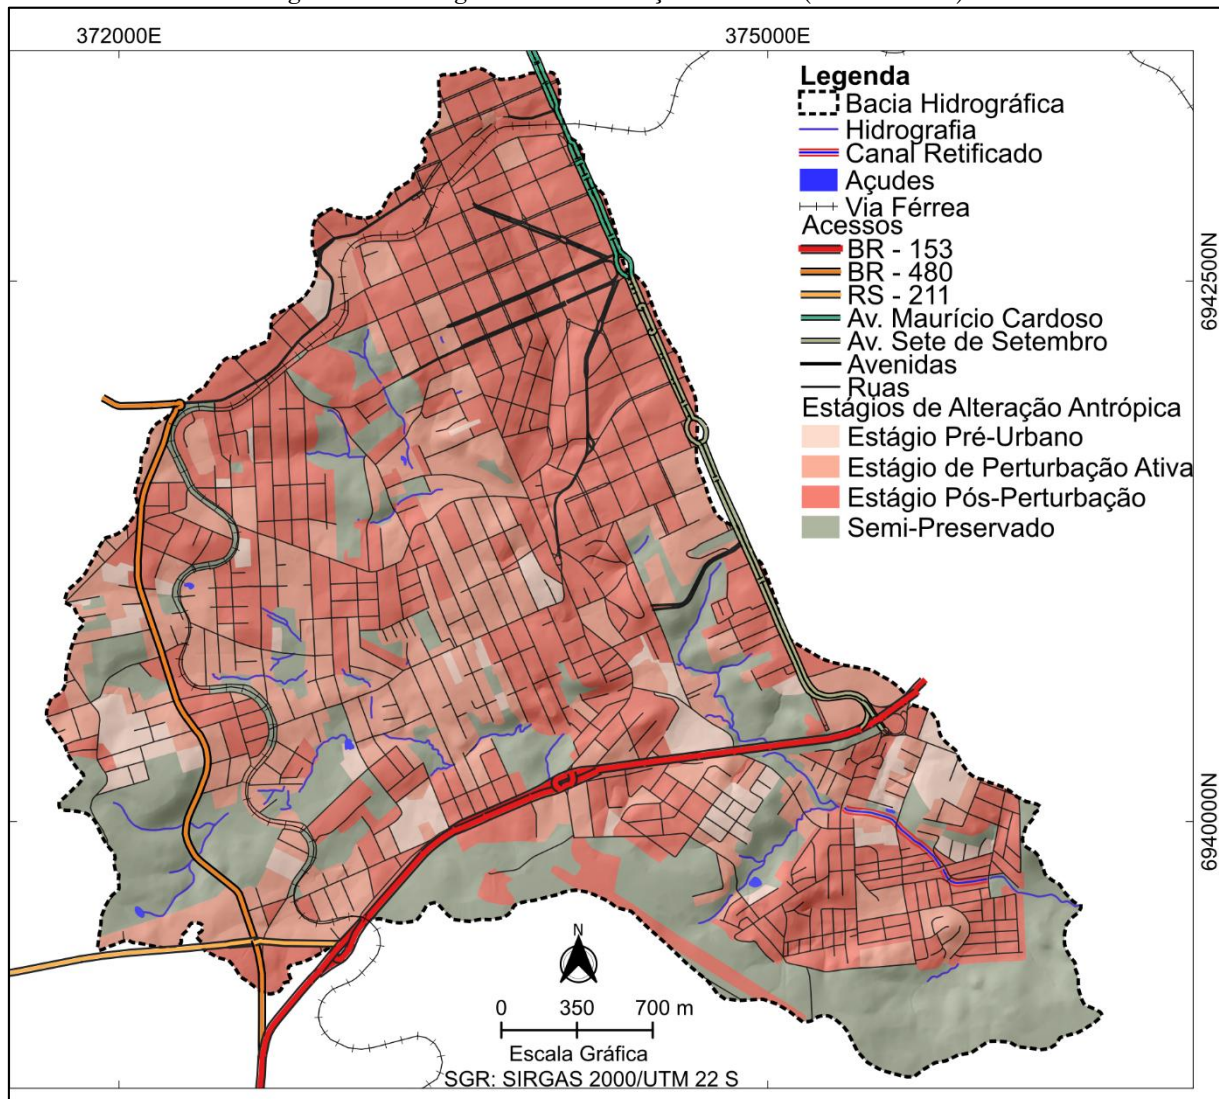 372000E
375000E
Legenda
Bacia Hidrográfica
Hidrografia
Canal Retificado
Açudes
Via Férrea
Acessos
BR - 153
BR - 480
RS - 211
Av. Maurício Cardoso
Av. Sete de Setembro
Avenidas
Ruas
Estágios de Alteração Antrópica
Estágio Pré-Urbano
Estágio de Perturbação Ativa
Estágio Pós-Perturbação
Semi-Preservado
6942500N
6940000N
N
0 350 700 m
Escala Gráfica
SGR: SIRGAS 2000/UTM 22 S